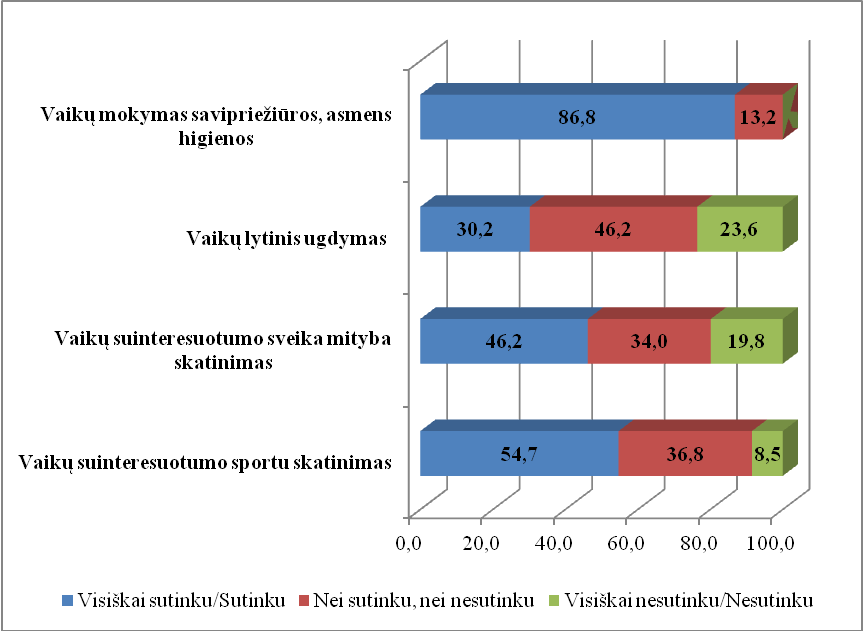 Vaikų mokymas savipriežiūros, asmens
higienos
86,8
13,2
Vaikų lytinis ugdymas
30,2
46,2
23,6
Vaikų suinteresuotumo sveika mityba
skatinimas
46,2
34,0
19,8
Vaikų suinteresuotumo sportu skatinimas
54,7
36,8
8,5
0,0 20,0 40,0 60,0 80,0 100,0
Visiškai sutinku/Sutinku Nei sutinku, nei nesutinku Visiškai nesutinku/Nesutinku